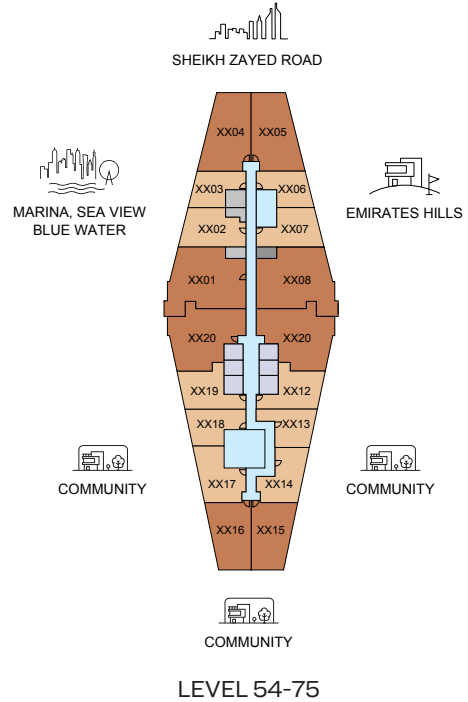 SHEIKH ZAYED ROAD
XX04 XX05
XX03 XX06
MARINA, SEA VIEW
BLUE WATER
EMIRATES HILLS
XX02 XX07
XX01 XX08
XX20 XX20
XX19 XX12
XX18 XX13
XX17 XX14
COMMUNITY
COMMUNITY
XX16 XX15
COMMUNITY
LEVEL 54-75